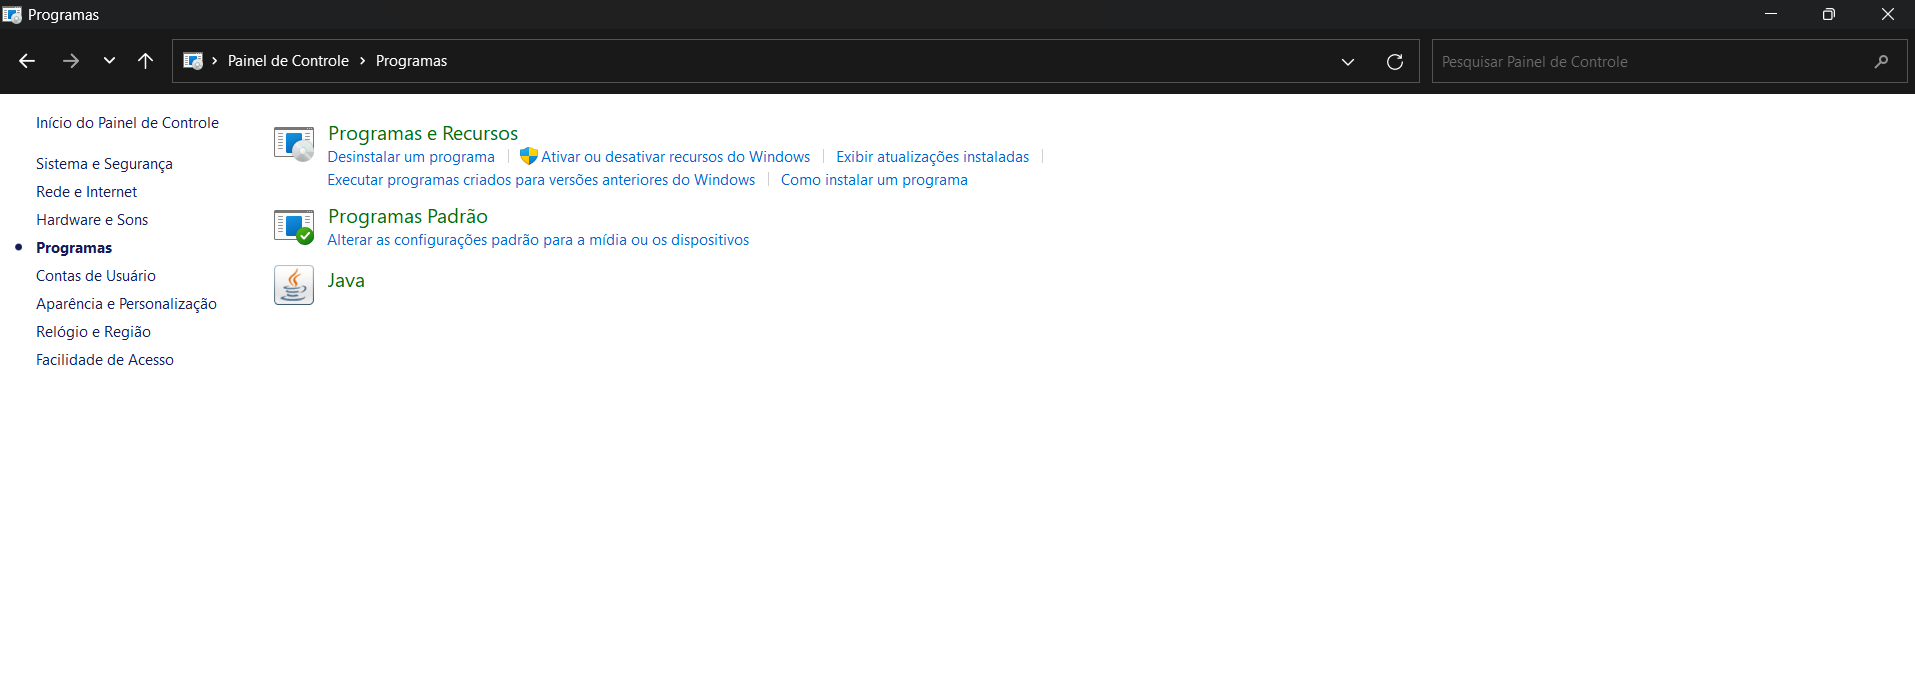 Programas
Painel de Controle
Programas
Pesquisar Painel de Controle
Início do Painel de Controle
Sistema e Segurança
Rede e Internet
Hardware e Sons
Programas
Contas de Usuário
Aparência e Personalização
Relógio e Região
Facilidade de Acesso
Programas e Recursos
Desinstalar um programa
Ativar ou desativar recursos do Windows
Exibir atualizações instaladas
Executar programas criados para versões anteriores do Windows
Como instalar um programa
Programas Padrão
Alterar as configurações padrão para a mídia ou os dispositivos
Java